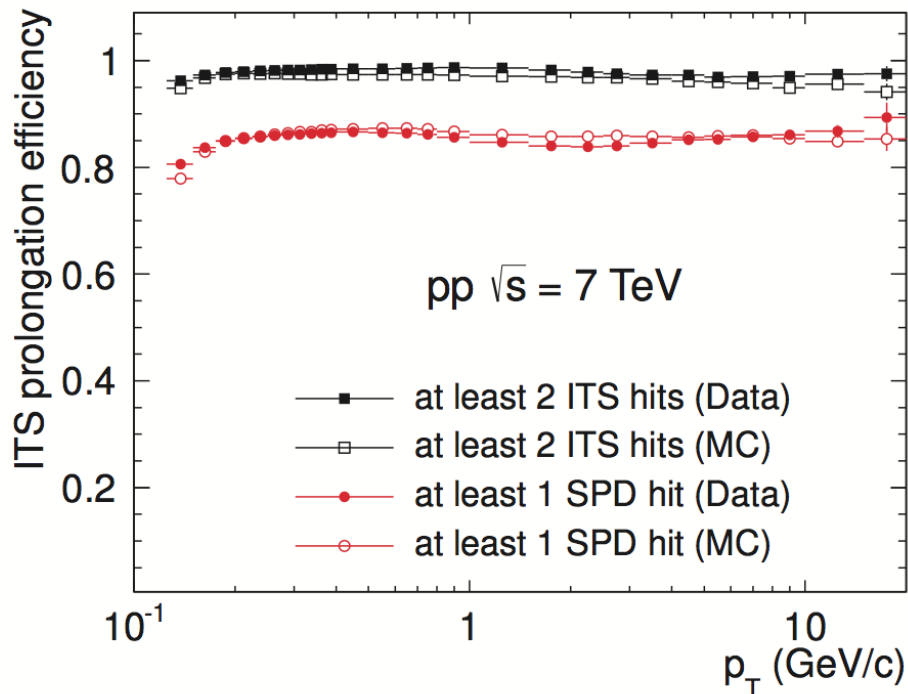 ITS prolongation efficiency
1
0.8
0.6
0.4
0.2
pp √s = 7 TeV
at least 2 ITS hits (Data)
at least 2 ITS hits (MC)
at least 1 SPD hit (Data)
at least 1 SPD hit (MC)
10⁻¹ 1 10
p_T (GeV/c)